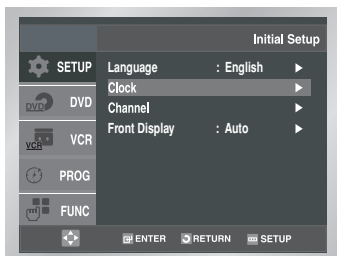 Initial Setup
SETUP
Language : English ►
Clock ►
DVD DVD
Channel ►
VCR VCR
Front Display : Auto ►
PROG
FUNC
ENTER RETURN SETUP